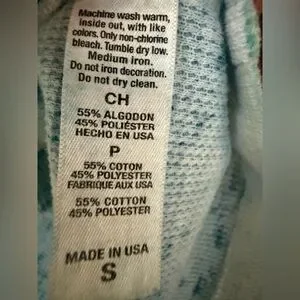 Machine wash warm,
inside out, with like
colors. Only non-chlorine
bleach. Tumble dry low.
Medium iron.
Do not iron decoration.
Do not dry clean.
CH
55% ALGODON
45% POLIÉSTER
HECHO EN USA
P
55% COTON
45% POLYESTER
FABRIQUE AUX USA
55% COTTON
45% POLYESTER
MADE IN USA
S